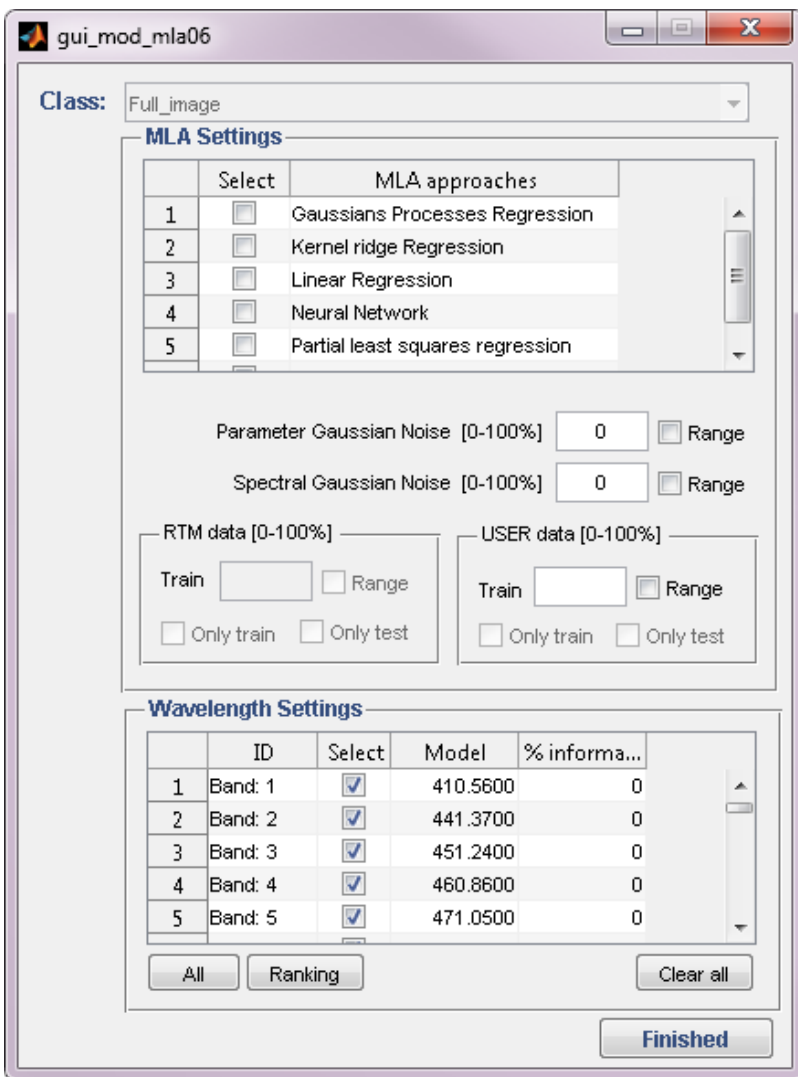 gui_mod_mla06
Class: Full_image
MLA Settings
Select MLA approaches
1 Gaussians Processes Regression
2 Kernel ridge Regression
3 Linear Regression
4 Neural Network
5 Partial least squares regression
Parameter Gaussian Noise [0-100%] 0 Range
Spectral Gaussian Noise [0-100%] 0 Range
RTM data [0-100%]
Train Range
Only train Only test
USER data [0-100%]
Train Range
Only train Only test
Wavelength Settings
ID Select Model % informa...
1 Band: 1 410.5600 0
2 Band: 2 441.3700 0
3 Band: 3 451.2400 0
4 Band: 4 460.8600 0
5 Band: 5 471.0500 0
All Ranking Clear all
Finished